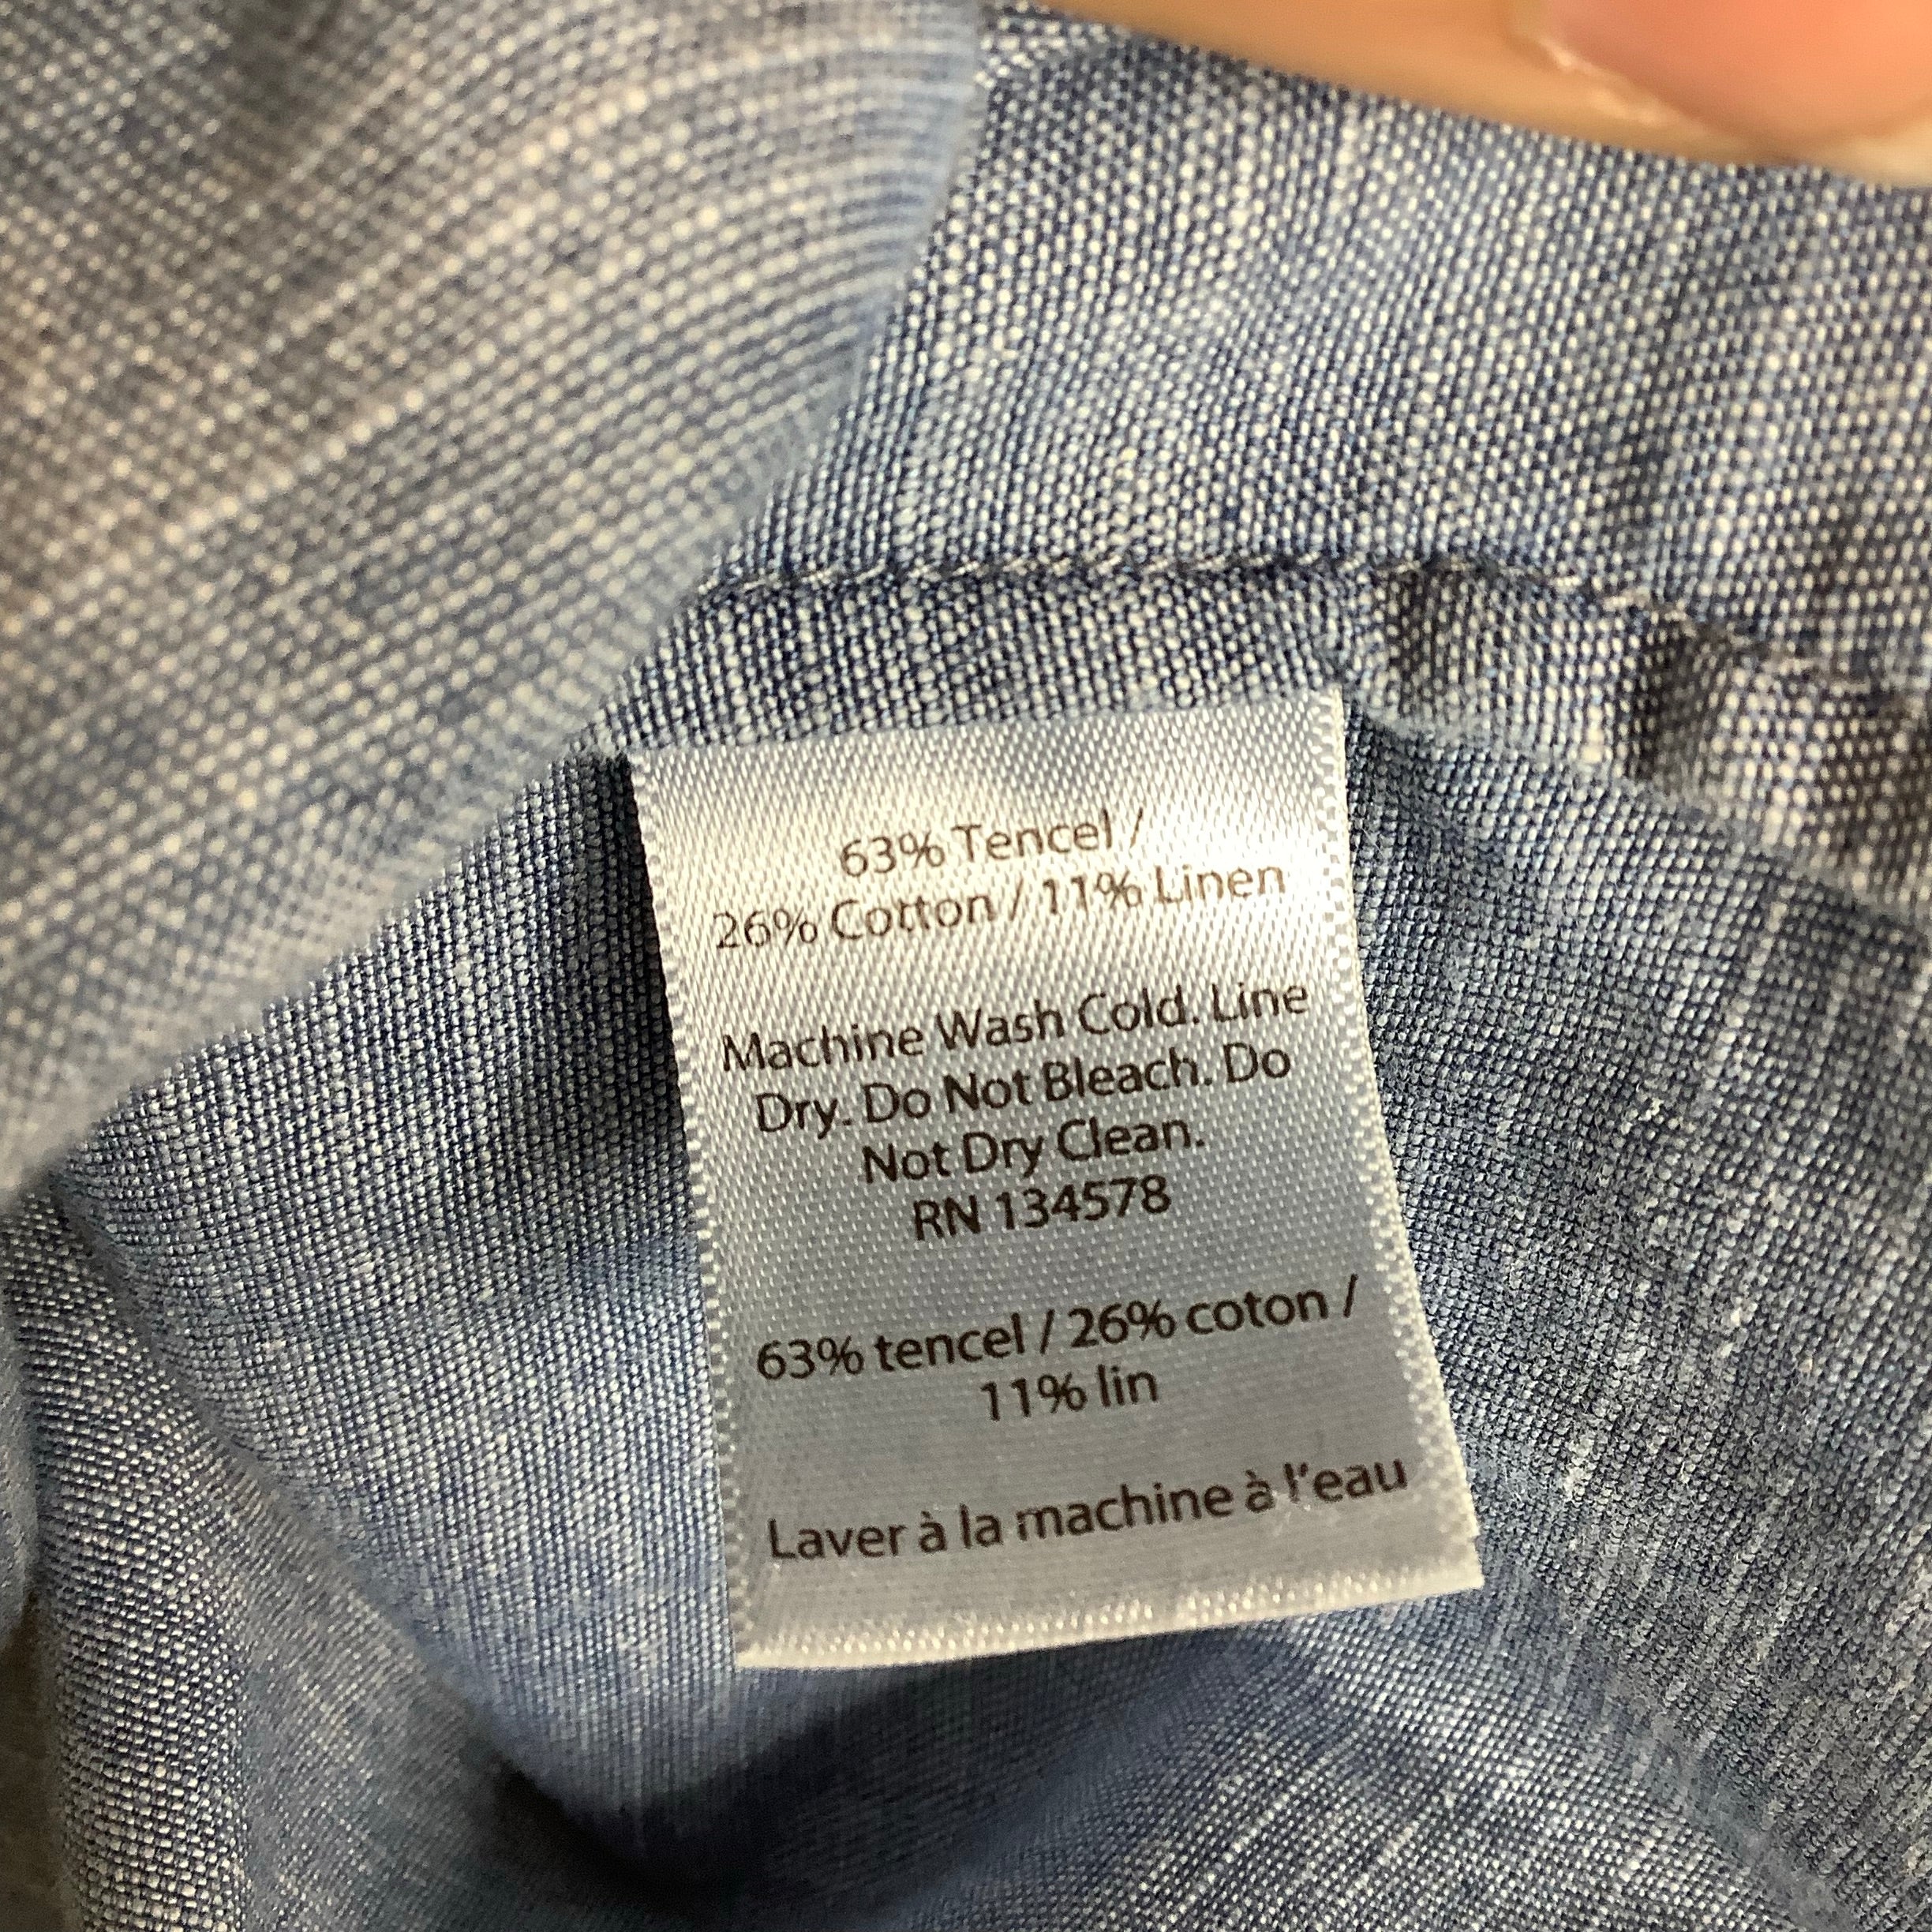 63% Tencel /
26% Cotton / 11% Linen
Machine Wash Cold. Line
Dry. Do Not Bleach. Do
Not Dry Clean.
RN 134578
63% tencel / 26% coton /
11% lin
Laver à la machine à l'eau